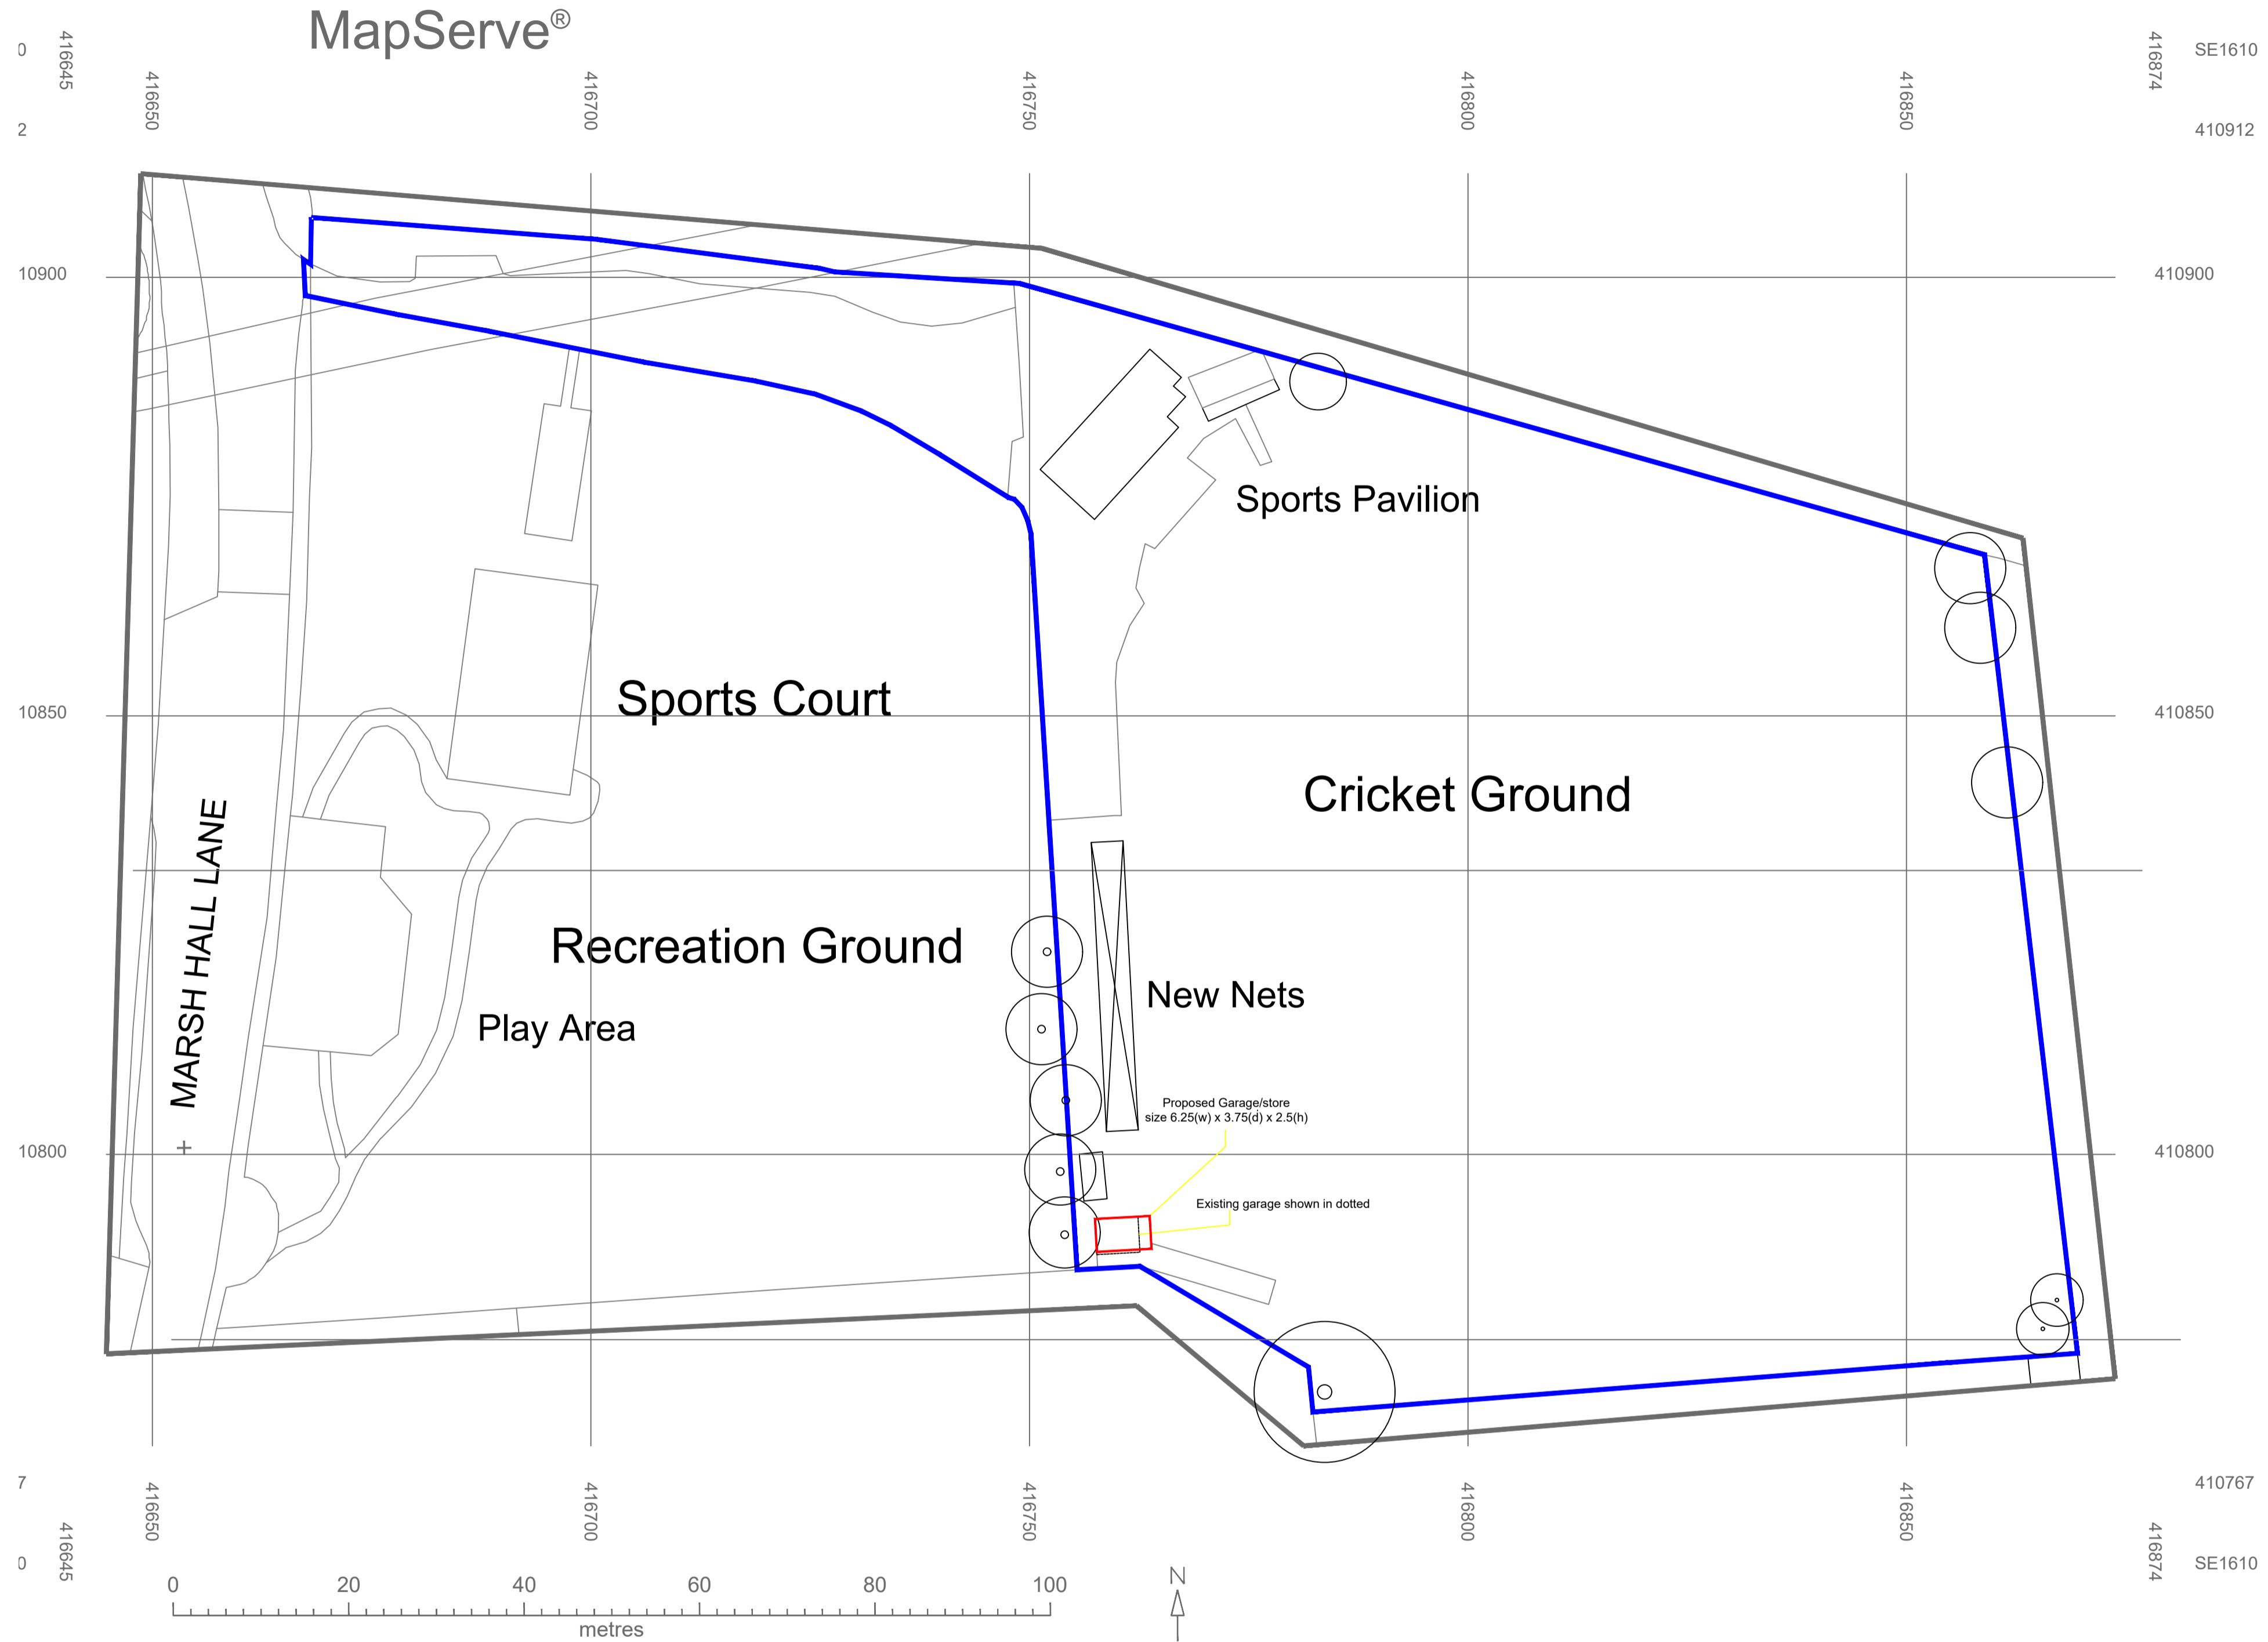 MapServe®
0
416645
416874
SE1610
416650
416700
416750
416800
416850
2
410912
10900
410900
Sports Pavilion
Sports Court
10850
410850
Cricket Ground
MARSH HALL LANE
Recreation Ground
New Nets
Play Area
Proposed Garage/store
size 6.25(w) x 3.75(d) x 2.5(h)
10800
410800
Existing garage shown in dotted
7
416650
416700
416750
416800
416850
410767
0
416645
416874
SE1610
0 20 40 60 80 100
metres
N